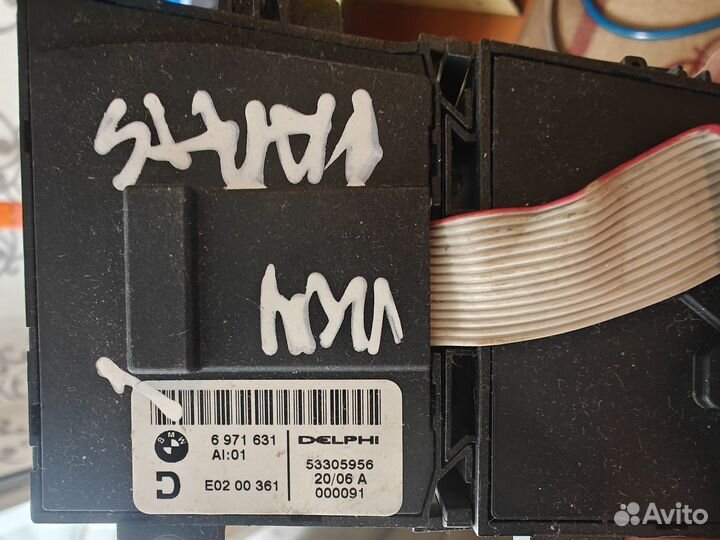 BMW
6 971 631
AI:01
D
E02 00 361
DELPHI
53305956
20/06 A
000091
Avito